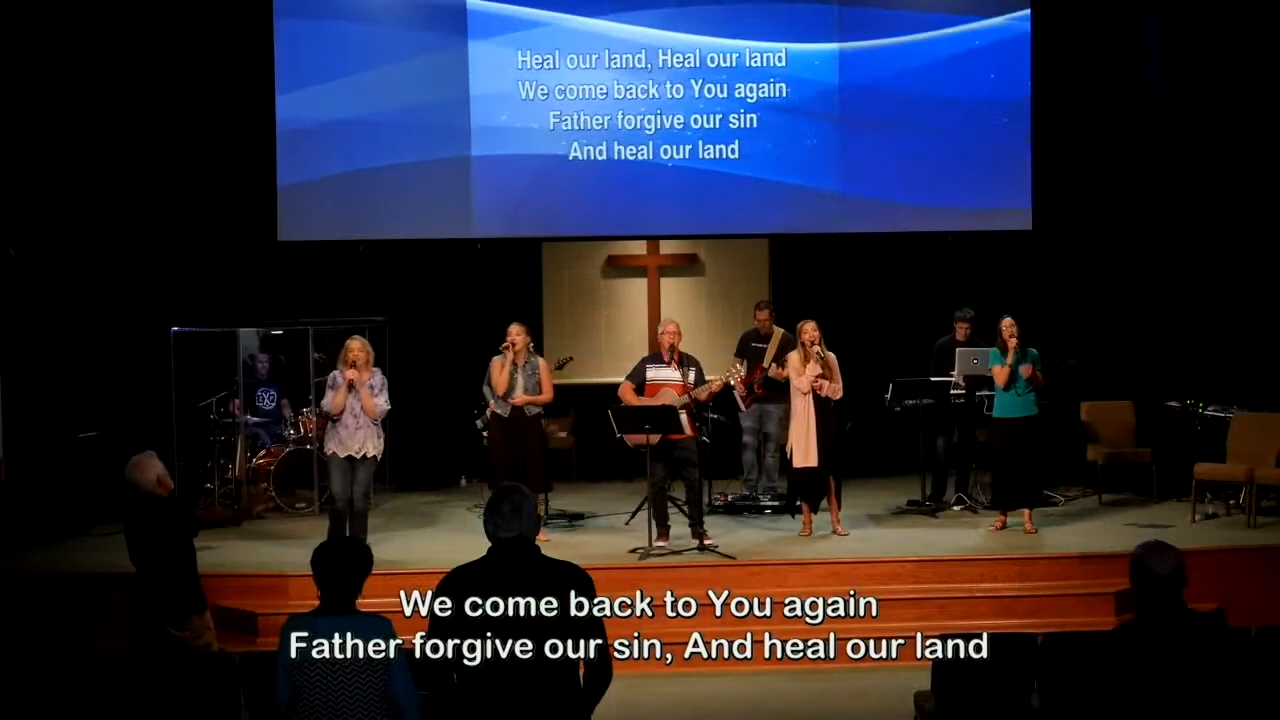 Heal our land, Heal our land
We come back to You again
Father forgive our sin
And heal our land
We come back to You again
Father forgive our sin, And heal our land